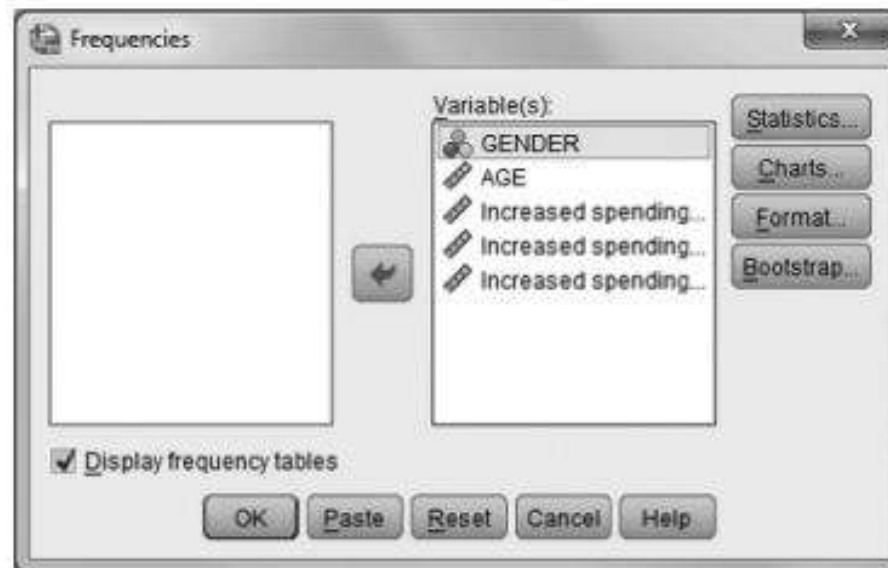 Frequencies
Variable(s):
GENDER
AGE
Increased spending...
Increased spending...
Increased spending...
Statistics...
Charts...
Format...
Bootstrap...
Display frequency tables
OK Paste Reset Cancel Help